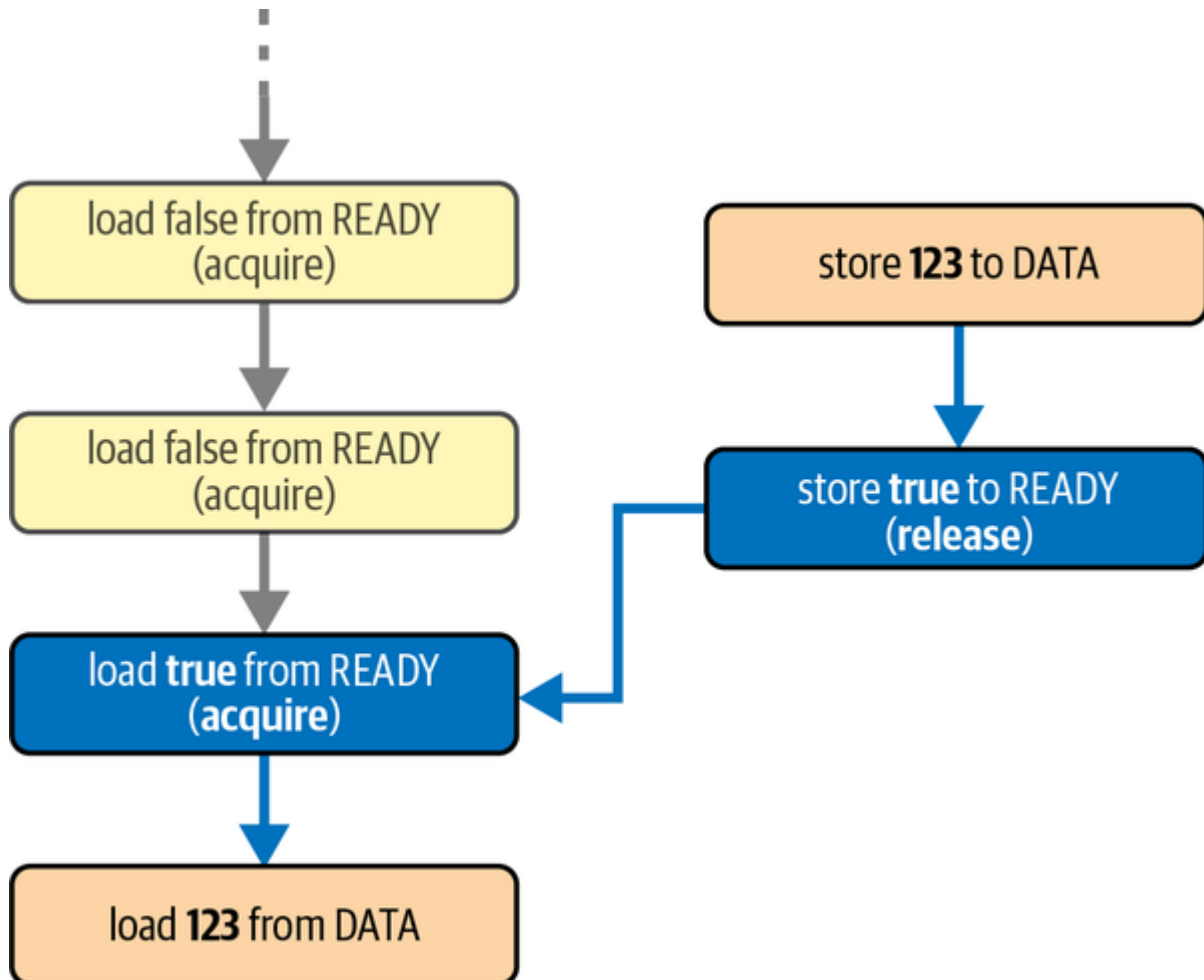 load false from READY
(acquire)
load false from READY
(acquire)
load true from READY
(acquire)
load 123 from DATA
store 123 to DATA
store true to READY
(release)